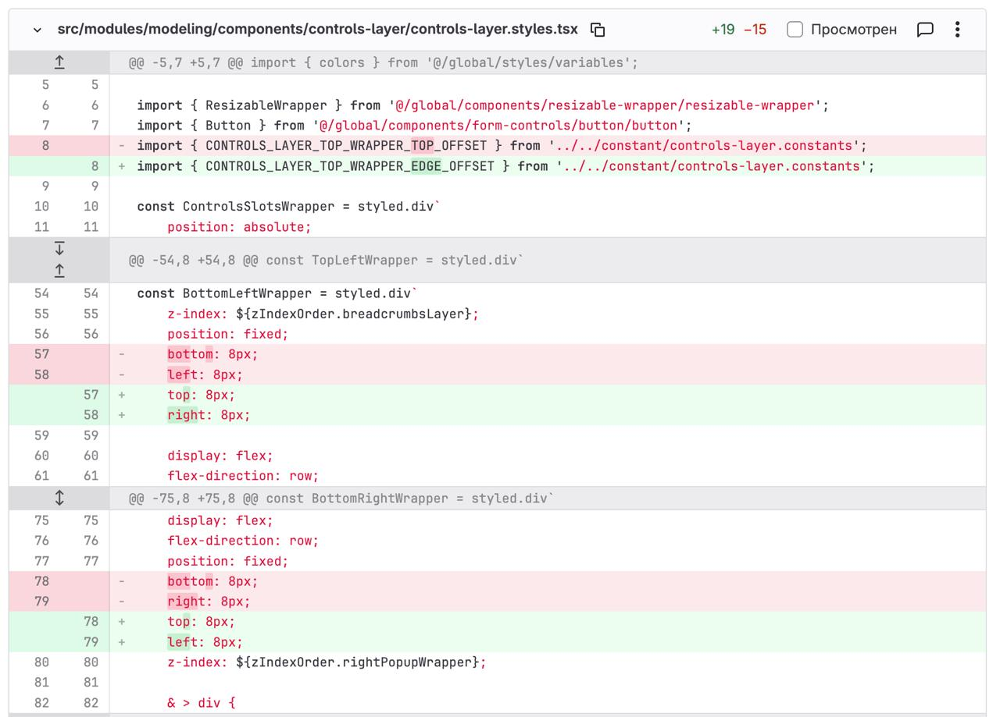 src/modules/modeling/components/controls-layer/controls-layer.styles.tsx +19 −15 Просмотрен
@@ -5,7 +5,7 @@ import { colors } from '@/global/styles/variables';
5 5
6 6 import { ResizableWrapper } from '@/global/components/resizable-wrapper/resizable-wrapper';
7 7 import { Button } from '@/global/components/form-controls/button/button';
8 - import { CONTROLS_LAYER_TOP_WRAPPER_TOP_OFFSET } from '../../constant/controls-layer.constants';
8 + import { CONTROLS_LAYER_TOP_WRAPPER_EDGE_OFFSET } from '../../constant/controls-layer.constants';
9 9
10 10 const ControlsSlotsWrapper = styled.div`
11 11 position: absolute;
@@ -54,8 +54,8 @@ const TopLeftWrapper = styled.div`
54 54 const BottomLeftWrapper = styled.div`
55 55 z-index: ${zIndexOrder.breadcrumbsLayer};
56 56 position: fixed;
57 - bottom: 8px;
58 - left: 8px;
57 + top: 8px;
58 + right: 8px;
59 59
60 60 display: flex;
61 61 flex-direction: row;
@@ -75,8 +75,8 @@ const BottomRightWrapper = styled.div`
75 75 display: flex;
76 76 flex-direction: row;
77 77 position: fixed;
78 - bottom: 8px;
79 - right: 8px;
78 + top: 8px;
79 + left: 8px;
80 80 z-index: ${zIndexOrder.rightPopupWrapper};
81 81
82 82 & > div {